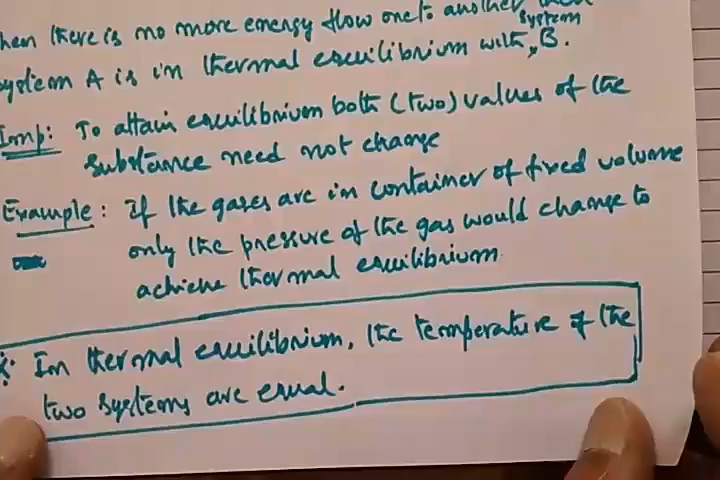 hen there is no more energy flow one to another then
system
ystem A is in thermal equilibrium with B.
Imp: To attain equilibrium both (two) values of the
substance need not change
Example: If the gases are in container of fixed volume
only the pressure of the gas would change to
achieve thermal equilibrium
In thermal equilibrium, the temperature of the
two systems are equal.